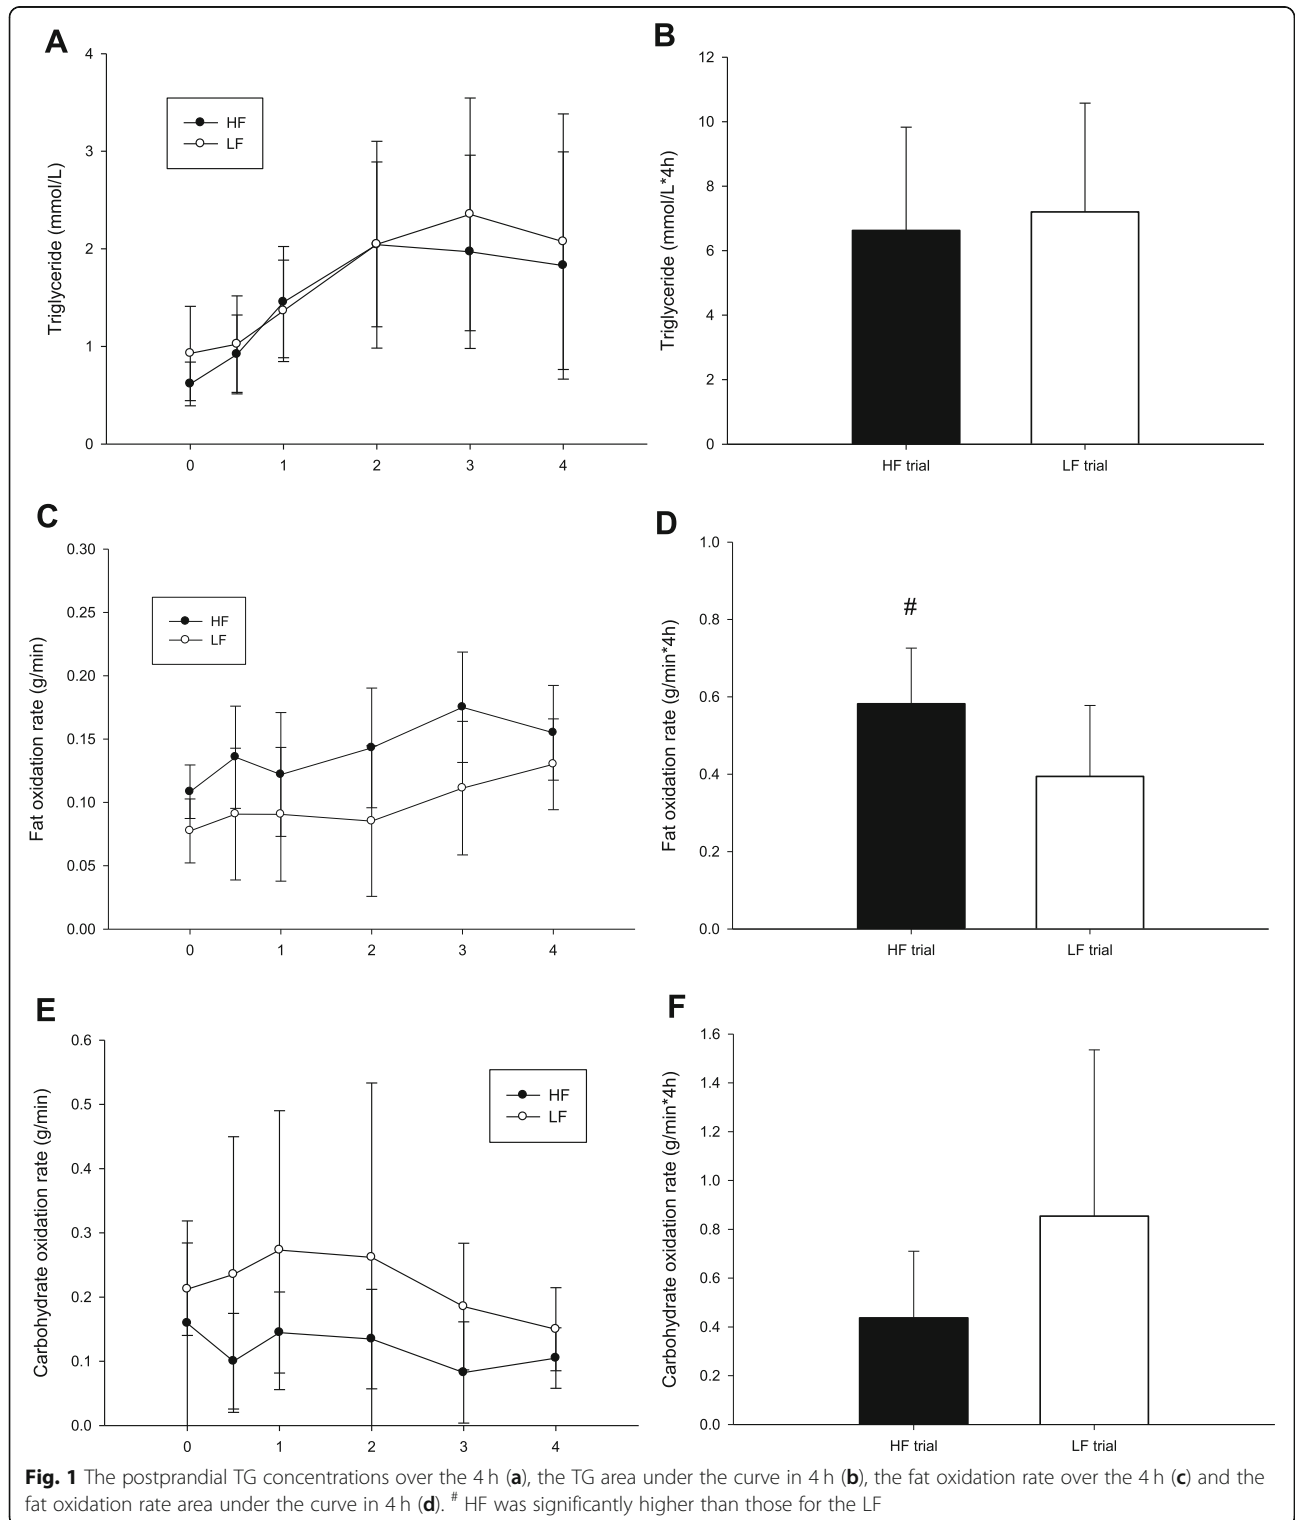 A
4
3
2
1
0
Triglyceride (mmol/L)
HF
LF
0 1 2 3 4
B
12
10
8
6
4
2
0
Triglyceride (mmol/L*4h)
HF trial LF trial
C
0.30
0.25
0.20
0.15
0.10
0.05
0.00
Fat oxidation rate (g/min)
HF
LF
0 1 2 3 4
D
1.0
0.8
0.6
0.4
0.2
0.0
Fat oxidation rate (g/min*4h)
#
HF trial LF trial
E
0.6
0.5
0.4
0.3
0.2
0.1
0.0
Carbohydrate oxidation rate (g/min)
HF
LF
0 1 2 3 4
F
1.6
1.4
1.2
1.0
0.8
0.6
0.4
0.2
0.0
Carbohydrate oxidation rate (g/min*4h)
HF trial LF trial
Fig. 1 The postprandial TG concentrations over the 4 h (a), the TG area under the curve in 4 h (b), the fat oxidation rate over the 4 h (c) and the
fat oxidation rate area under the curve in 4 h (d). # HF was significantly higher than those for the LF